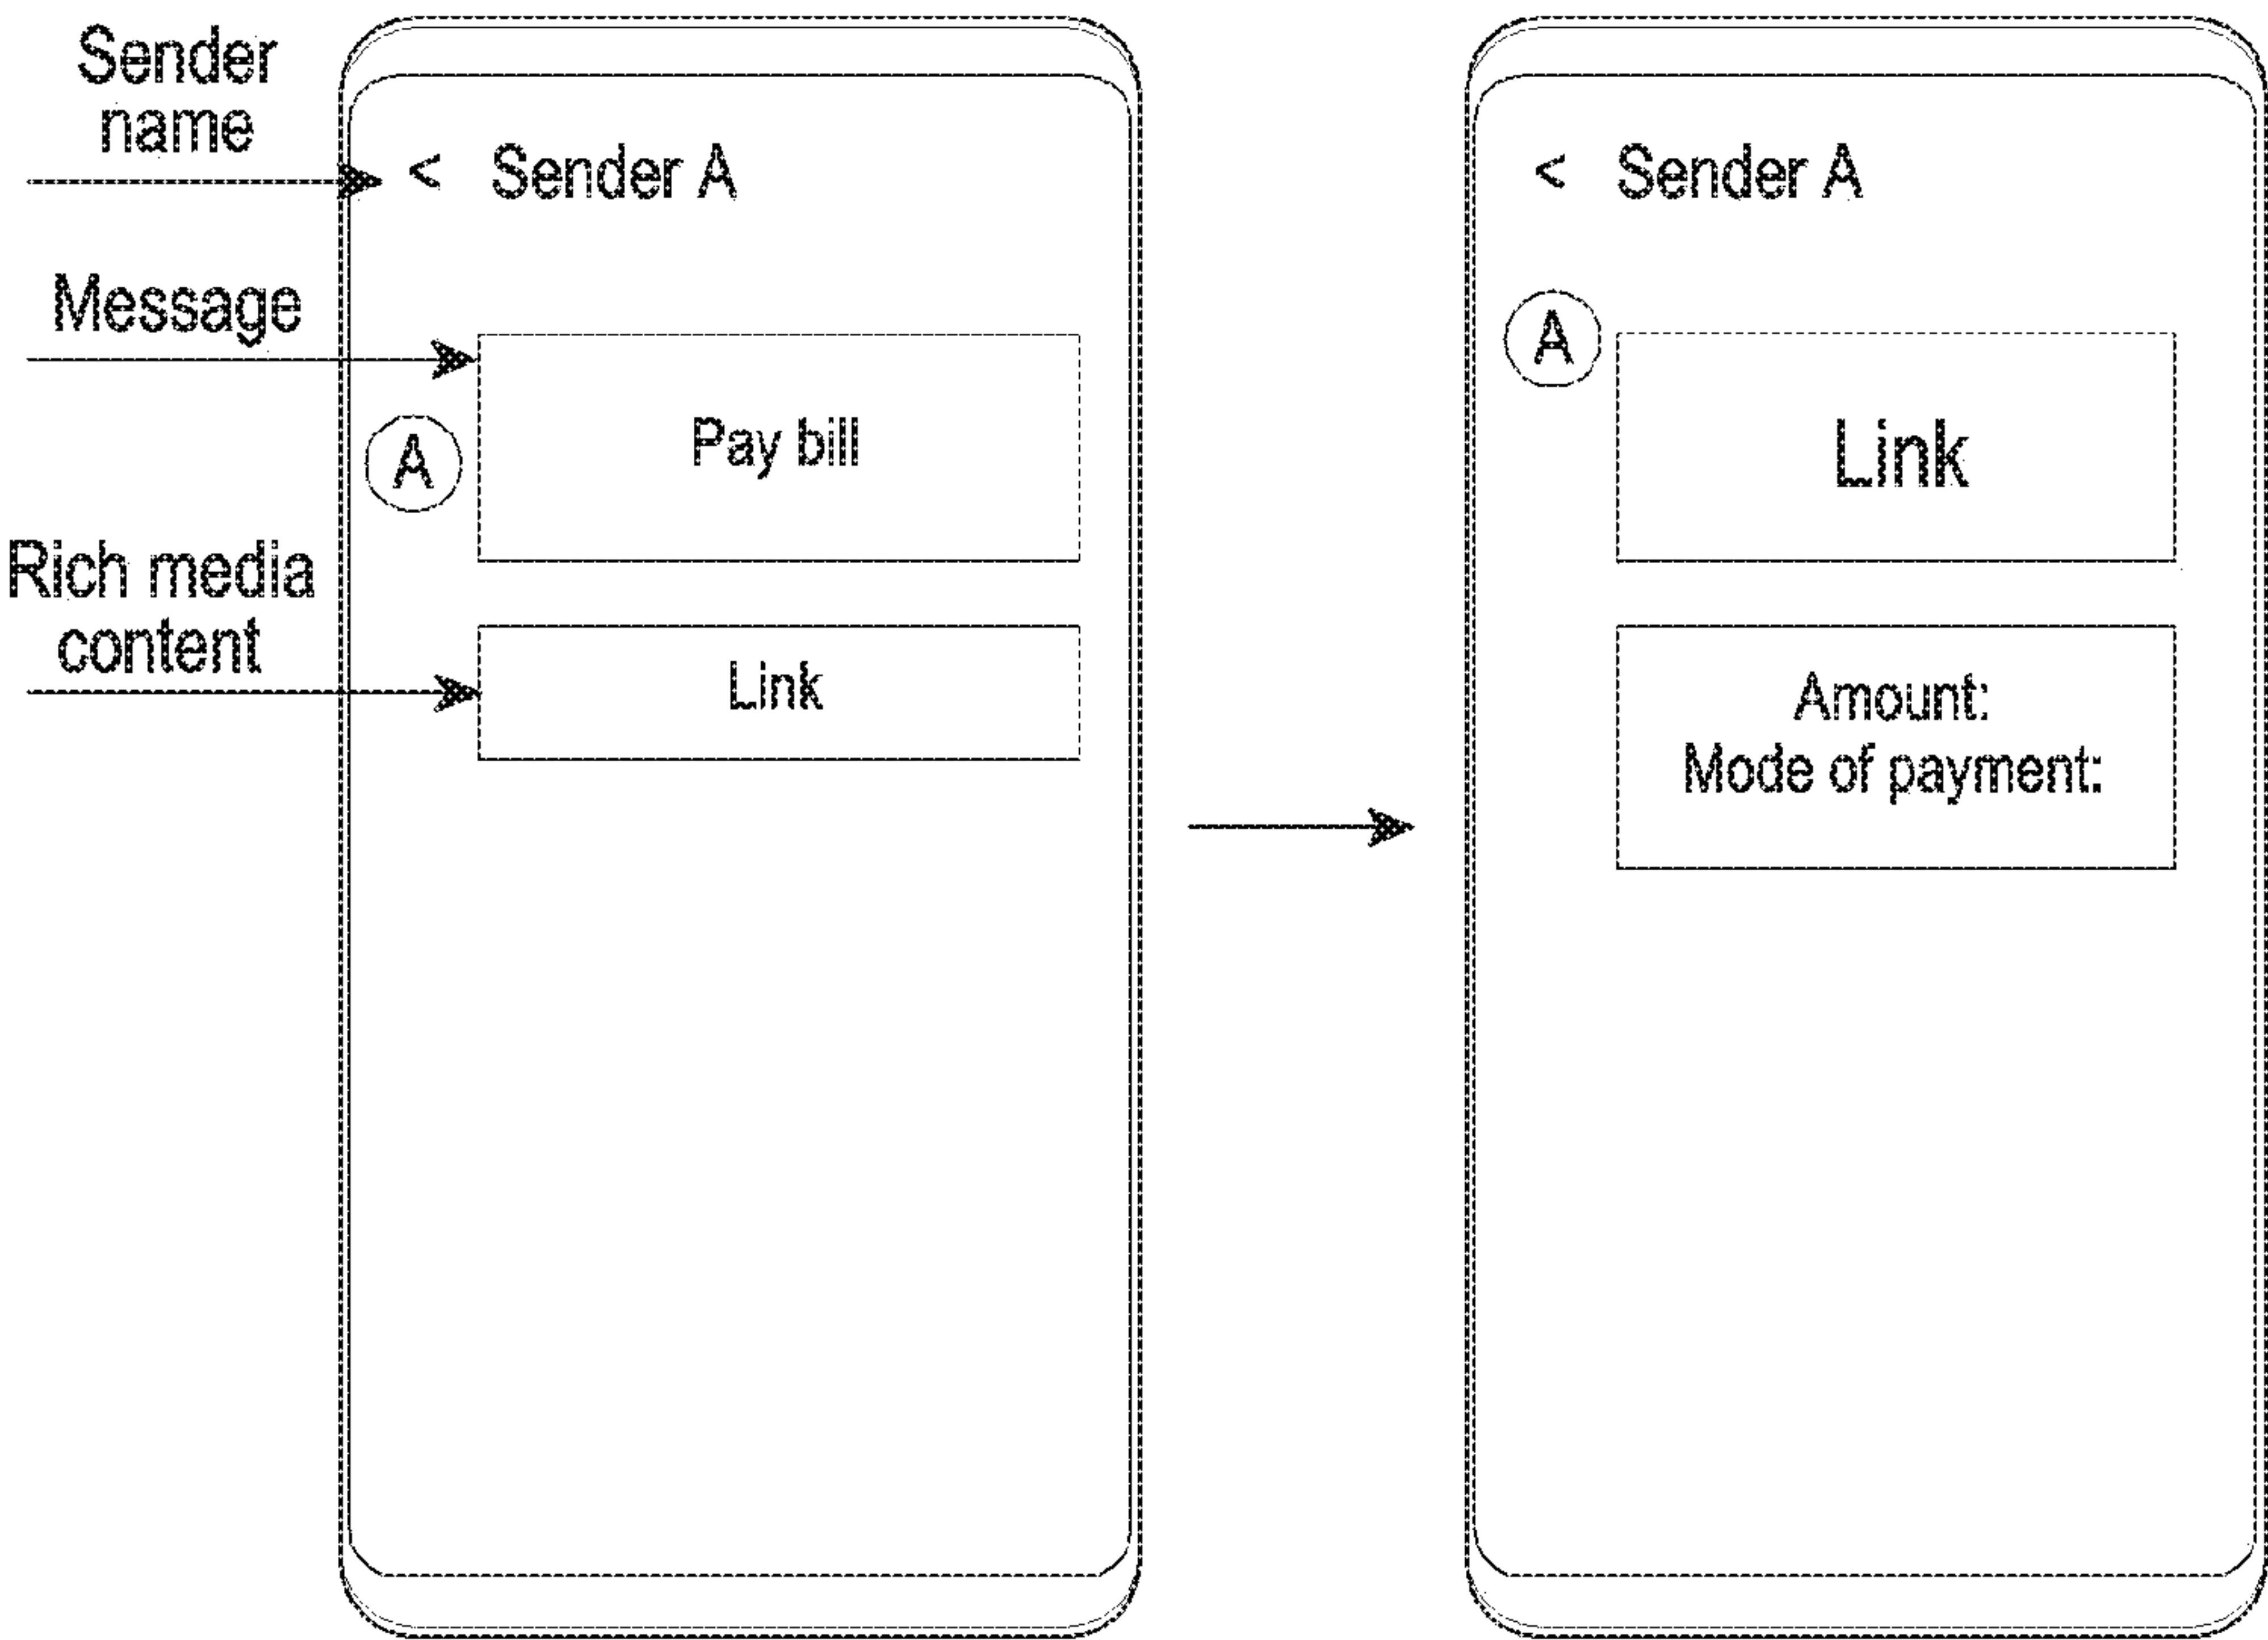 Sender
name
< Sender A
Message
A
Pay bill
Rich media
content
Link
< Sender A
A
Link
Amount:
Mode of payment: